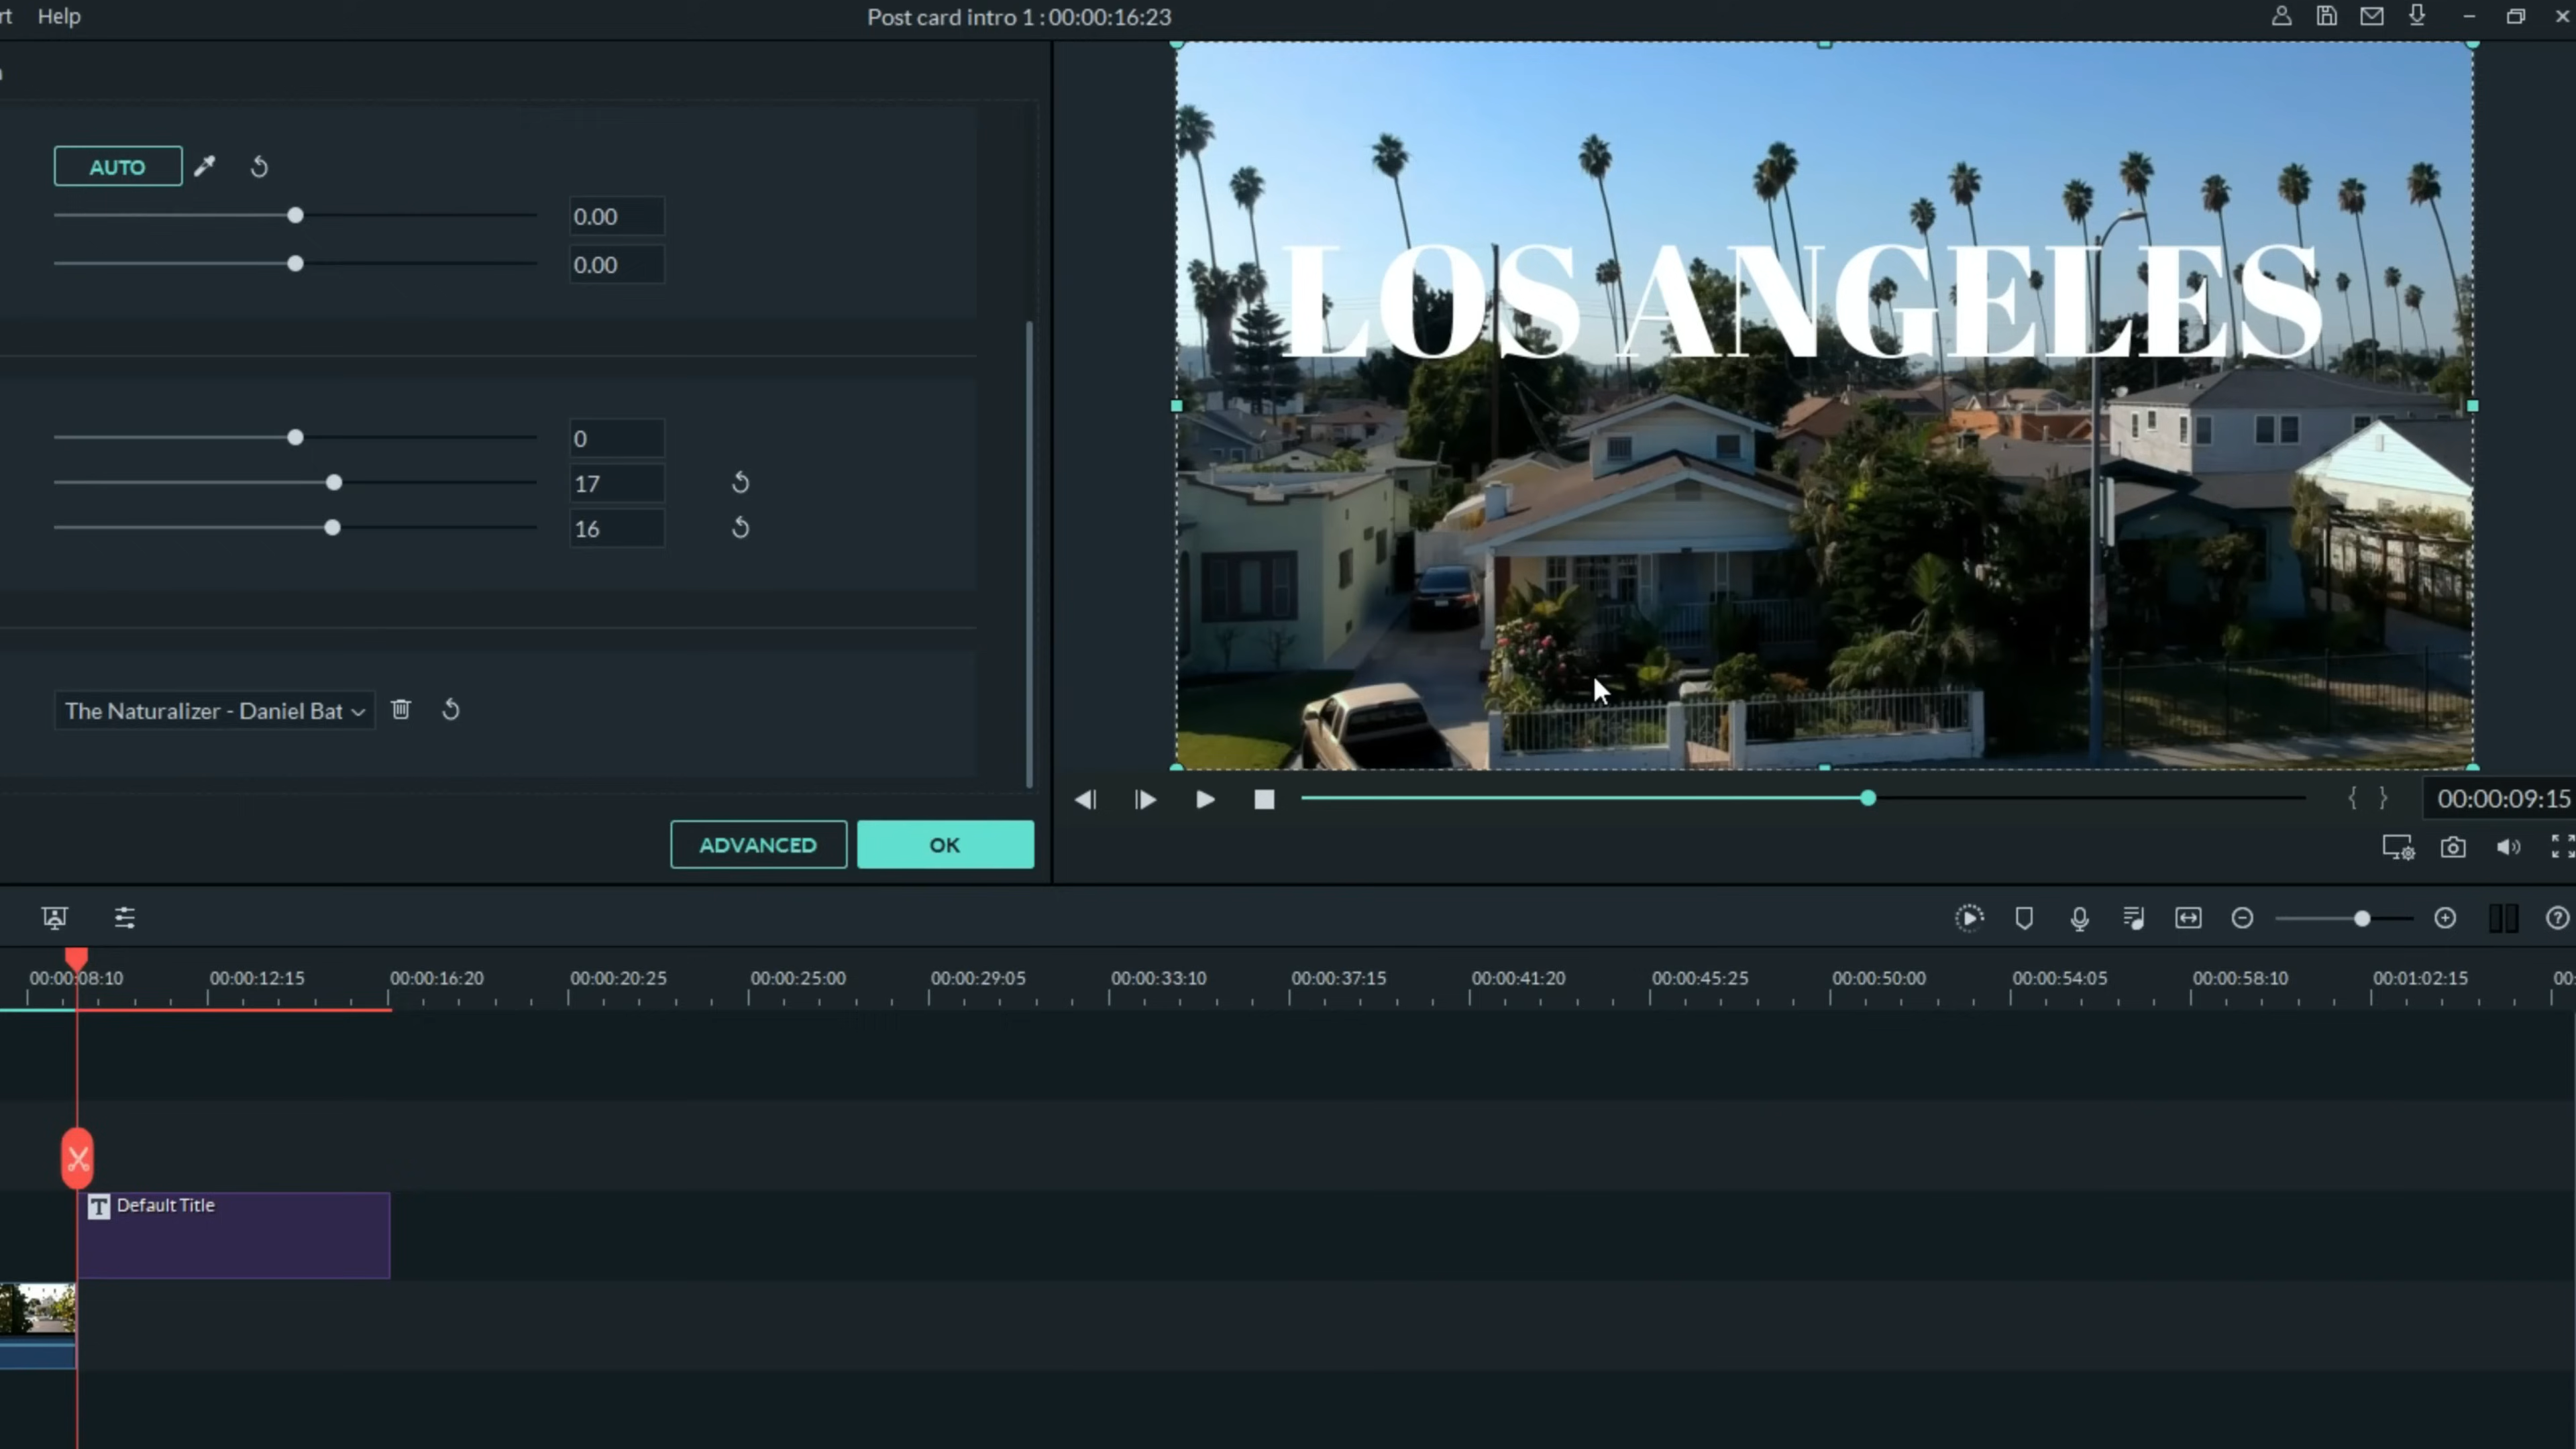 Help
Post card intro 1 : 00:00:16:23
AUTO
0.00
0.00
0
17
16
The Naturalizer - Daniel Bat
ADVANCED
OK
LOS ANGELES
{ }
00:00:09:15
00:00:08:10 00:00:12:15 00:00:16:20 00:00:20:25 00:00:25:00 00:00:29:05 00:00:33:10 00:00:37:15 00:00:41:20 00:00:45:25 00:00:50:00 00:00:54:05 00:00:58:10 00:01:02:15
T Default Title